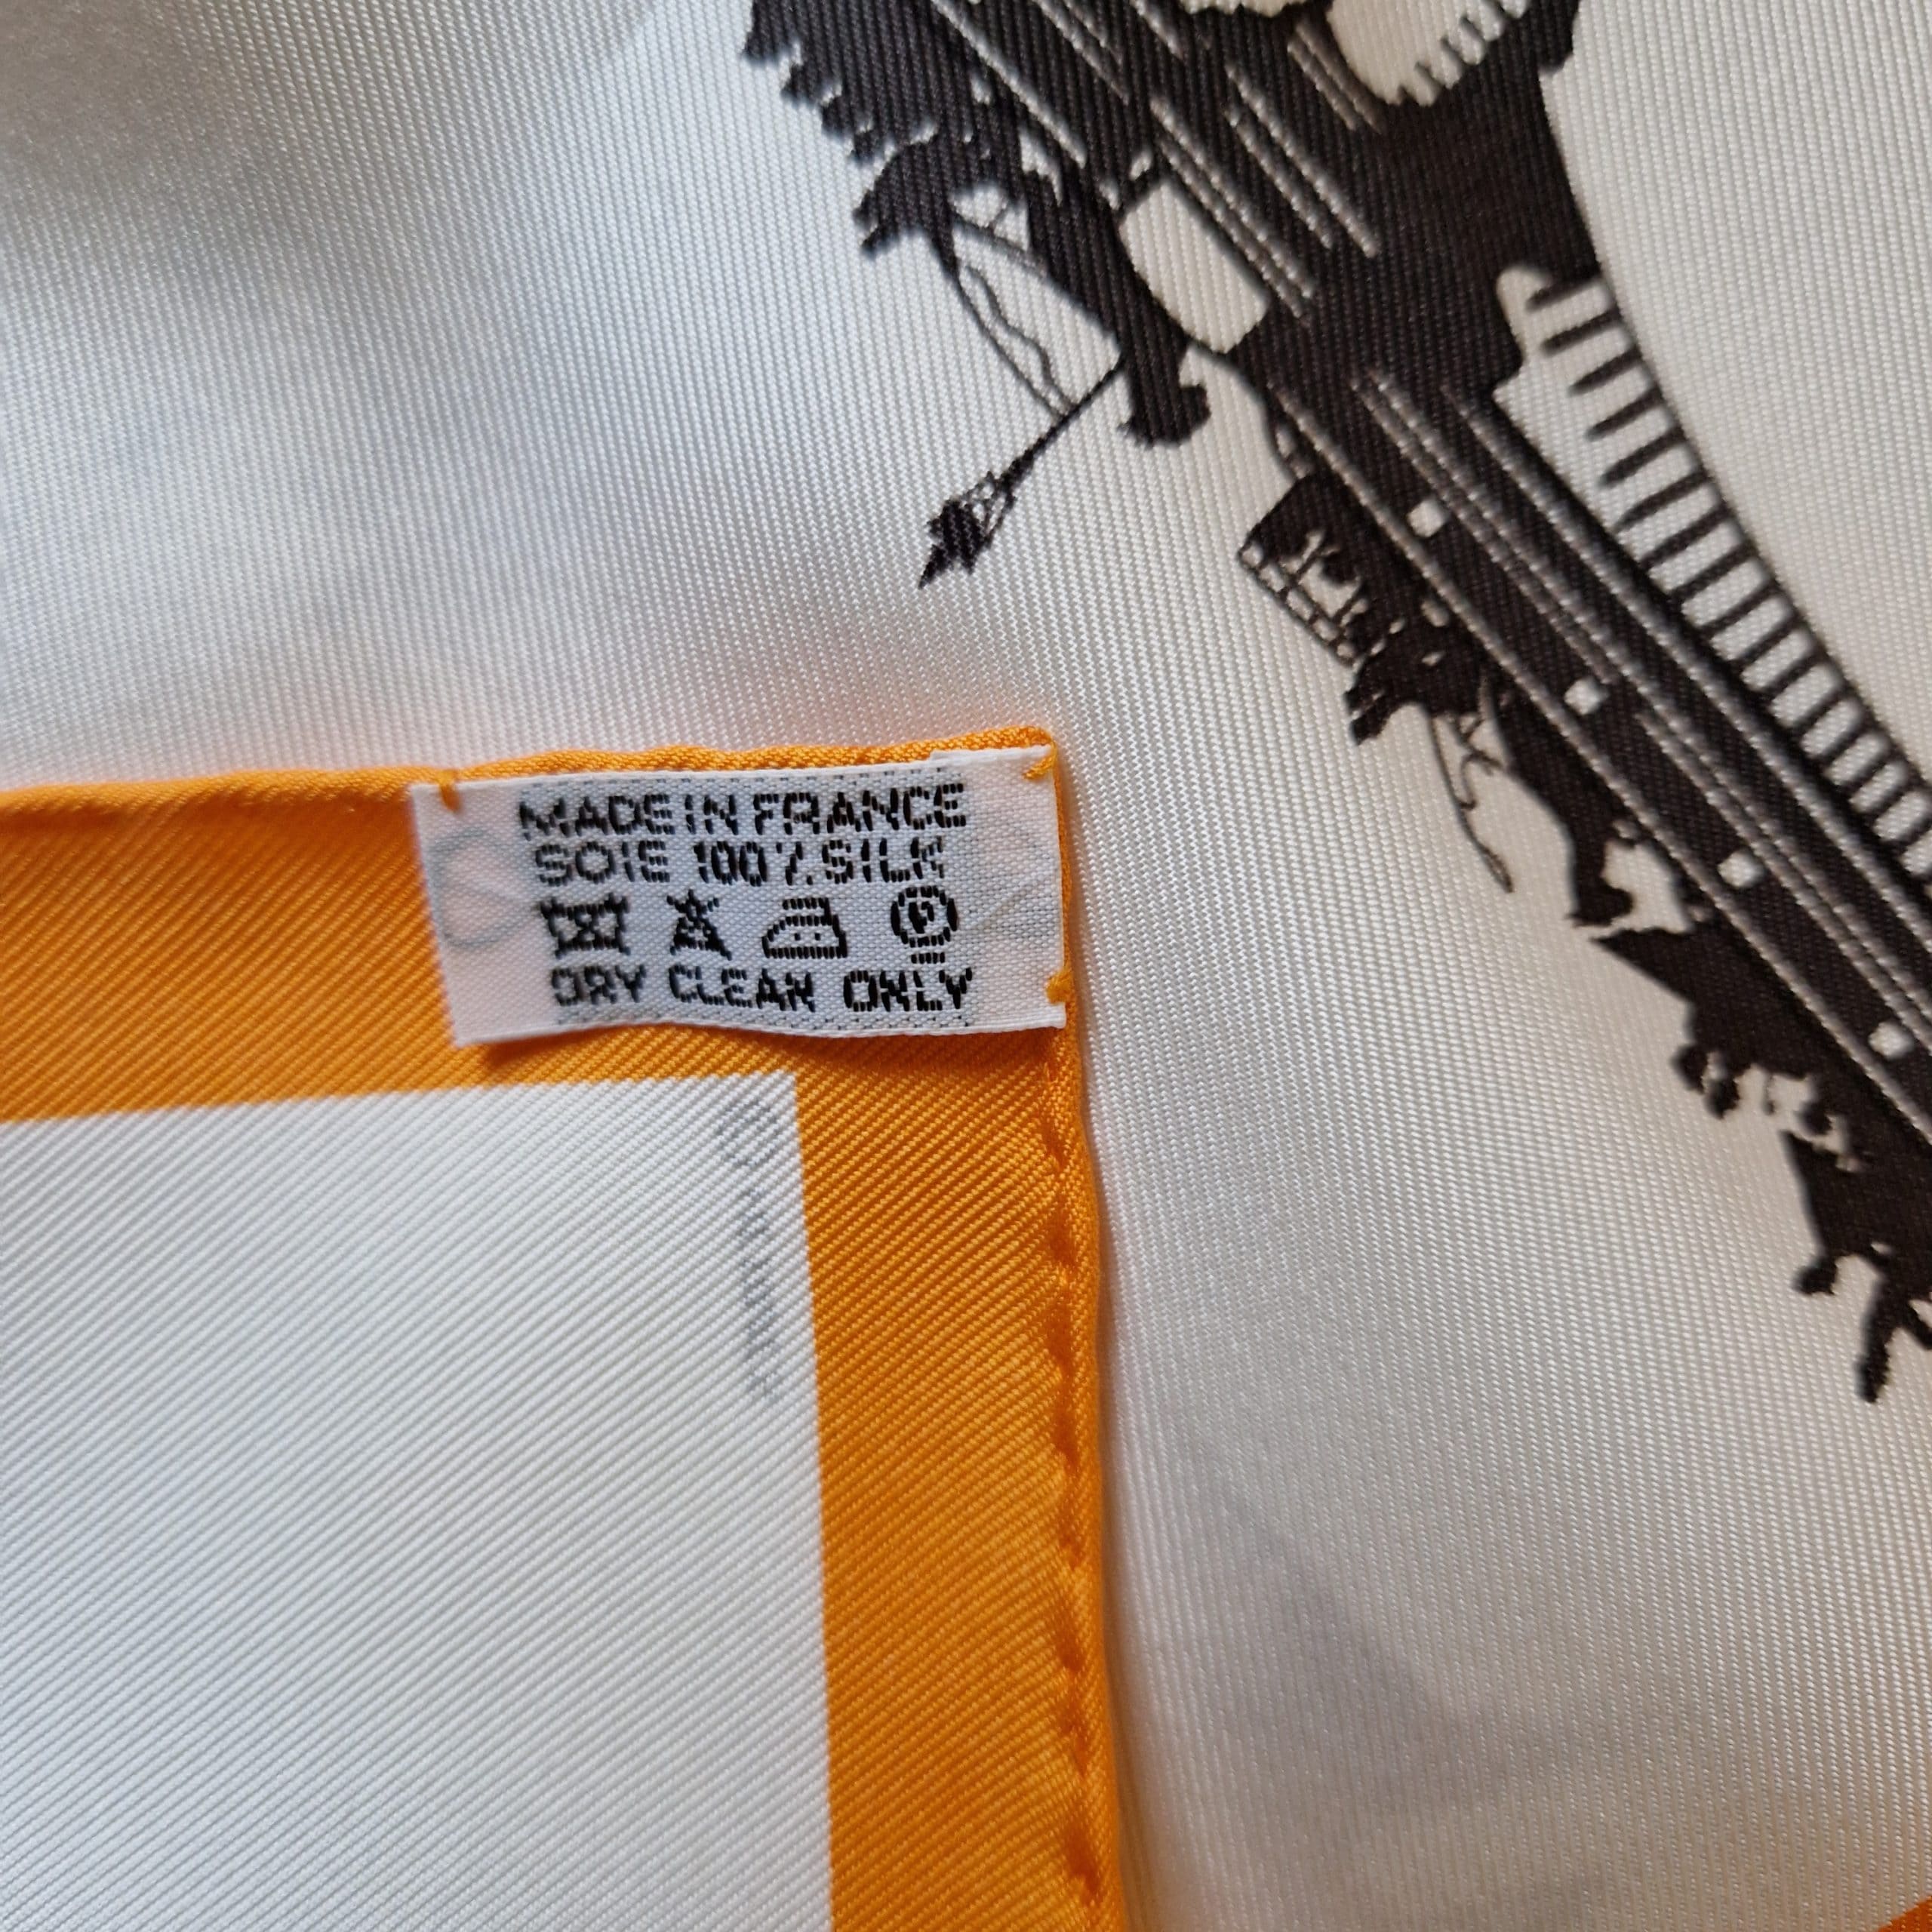 MADE IN FRANCE
SOIE 100% SILK
P
DRY CLEAN ONLY